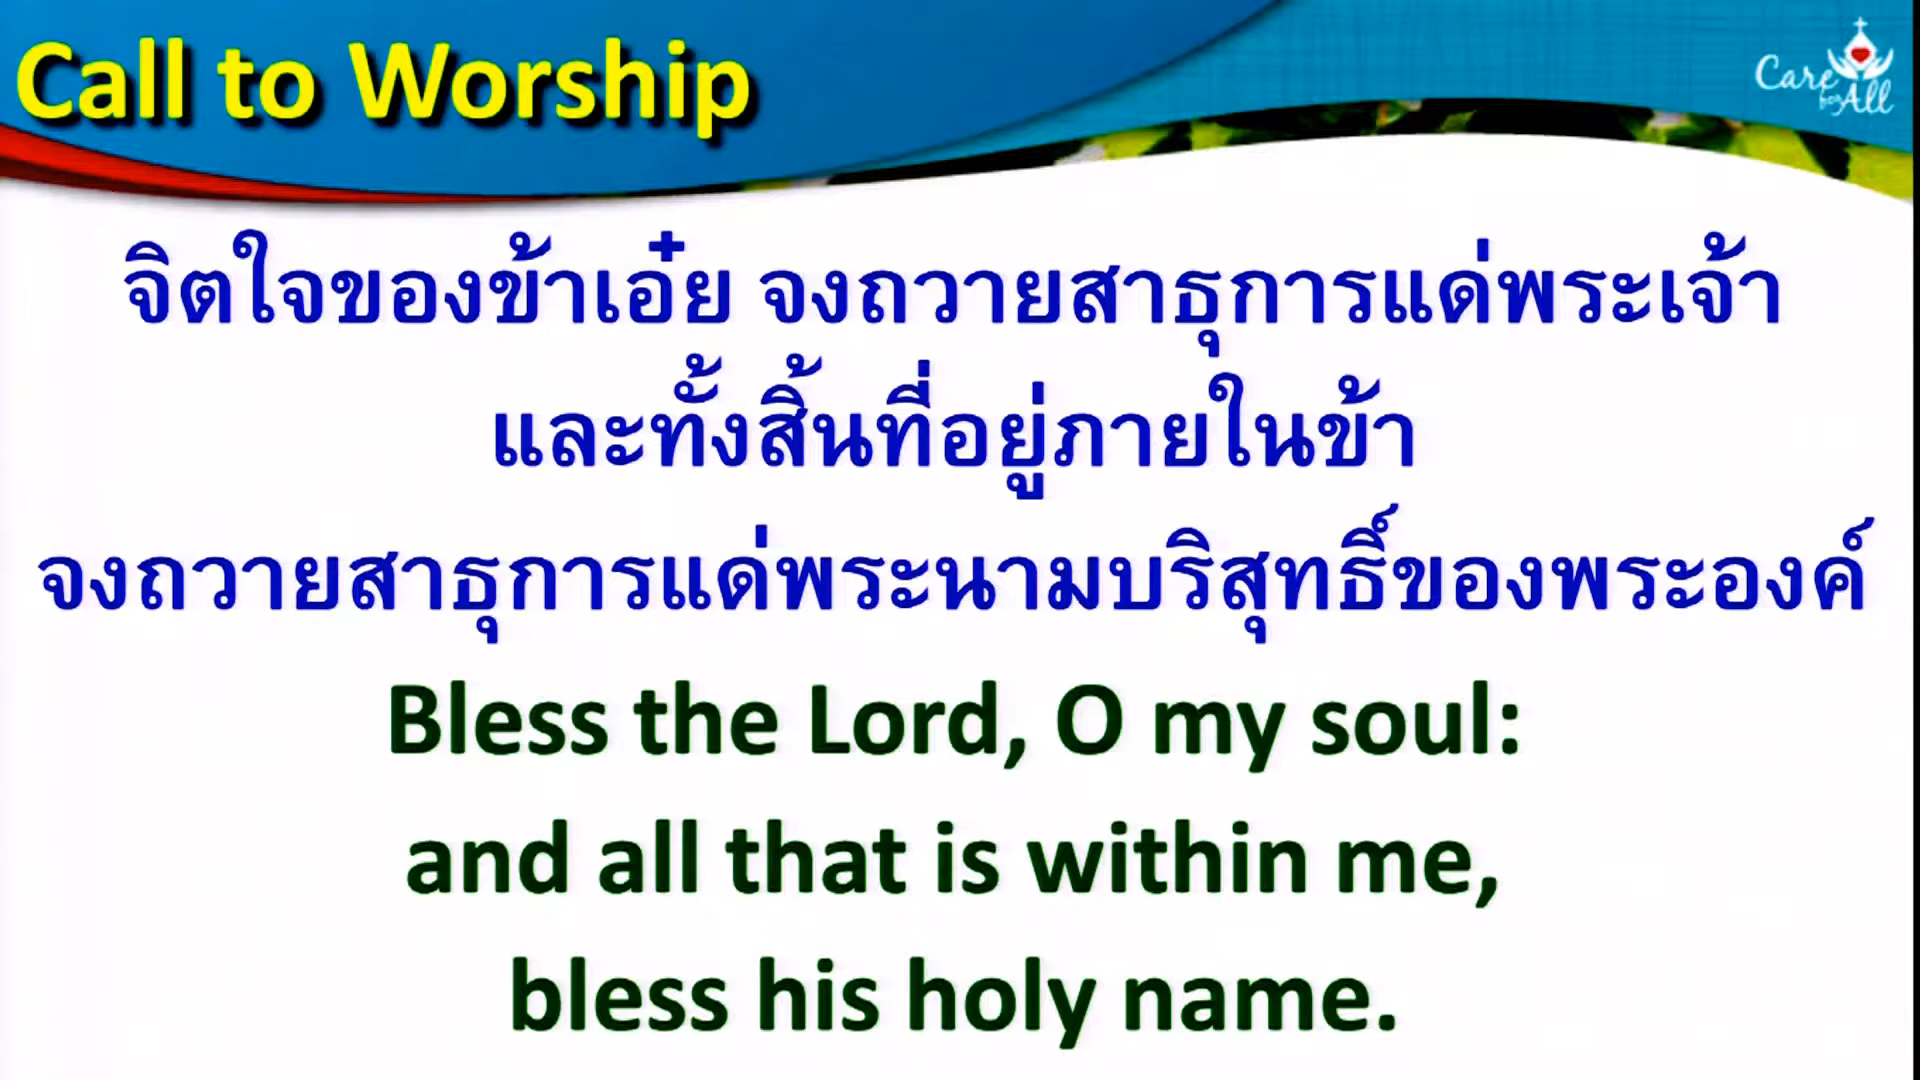 Call to Worship
Care
for All
จิตใจของข้าเอ๋ย จงถวายสาธุการแด่พระเจ้า
และทั้งสิ้นที่อยู่ภายในข้า
จงถวายสาธุการแด่พระนามบริสุทธิ์ของพระองค์
Bless the Lord, O my soul:
and all that is within me,
bless his holy name.